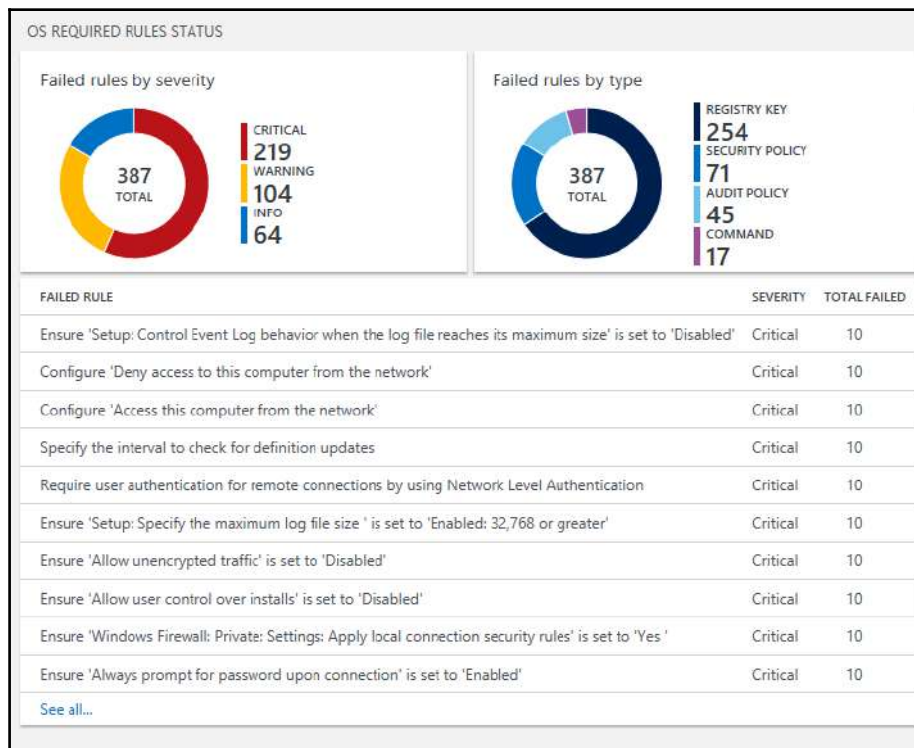 OS REQUIRED RULES STATUS
Failed rules by severity
387
TOTAL
CRITICAL
219
WARNING
104
INFO
64
Failed rules by type
387
TOTAL
REGISTRY KEY
254
SECURITY POLICY
71
AUDIT POLICY
45
COMMAND
17
FAILED RULE SEVERITY TOTAL FAILED
Ensure 'Setup: Control Event Log behavior when the log file reaches its maximum size' is set to 'Disabled' Critical 10
Configure 'Deny access to this computer from the network' Critical 10
Configure 'Access this computer from the network' Critical 10
Specify the interval to check for definition updates Critical 10
Require user authentication for remote connections by using Network Level Authentication Critical 10
Ensure 'Setup: Specify the maximum log file size ' is set to 'Enabled: 32,768 or greater' Critical 10
Ensure 'Allow unencrypted traffic' is set to 'Disabled' Critical 10
Ensure 'Allow user control over installs' is set to 'Disabled' Critical 10
Ensure 'Windows Firewall: Private: Settings: Apply local connection security rules' is set to 'Yes ' Critical 10
Ensure 'Always prompt for password upon connection' is set to 'Enabled' Critical 10
See all...